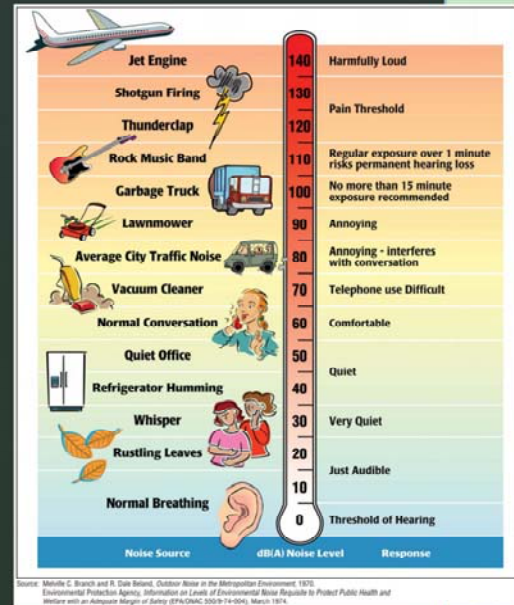 Jet Engine 140 Harmfully Loud
Shotgun Firing 130
Pain Threshold
Thunderclap 120
Rock Music Band 110 Regular exposure over 1 minute
risks permanent hearing loss
Garbage Truck 100 No more than 15 minute
exposure recommended
Lawnmower 90 Annoying
Average City Traffic Noise 80 Annoying - interferes
with conversation
Vacuum Cleaner 70 Telephone use Difficult
Normal Conversation 60 Comfortable
Quiet Office 50
Quiet
Refrigerator Humming 40
Whisper 30 Very Quiet
Rustling Leaves 20
Just Audible
10
Normal Breathing
0 Threshold of Hearing
Noise Source dB(A) Noise Level Response
Source: Melville C. Branch and R. Dale Beland, Outdoor Noise in the Metropolitan Environment, 1970.
Environmental Protection Agency, Information on Levels of Environmental Noise Requisite to Protect Public Health and
Welfare with an Adequate Margin of Safety (EPA/ONAC 550/9-74-004), March 1974.